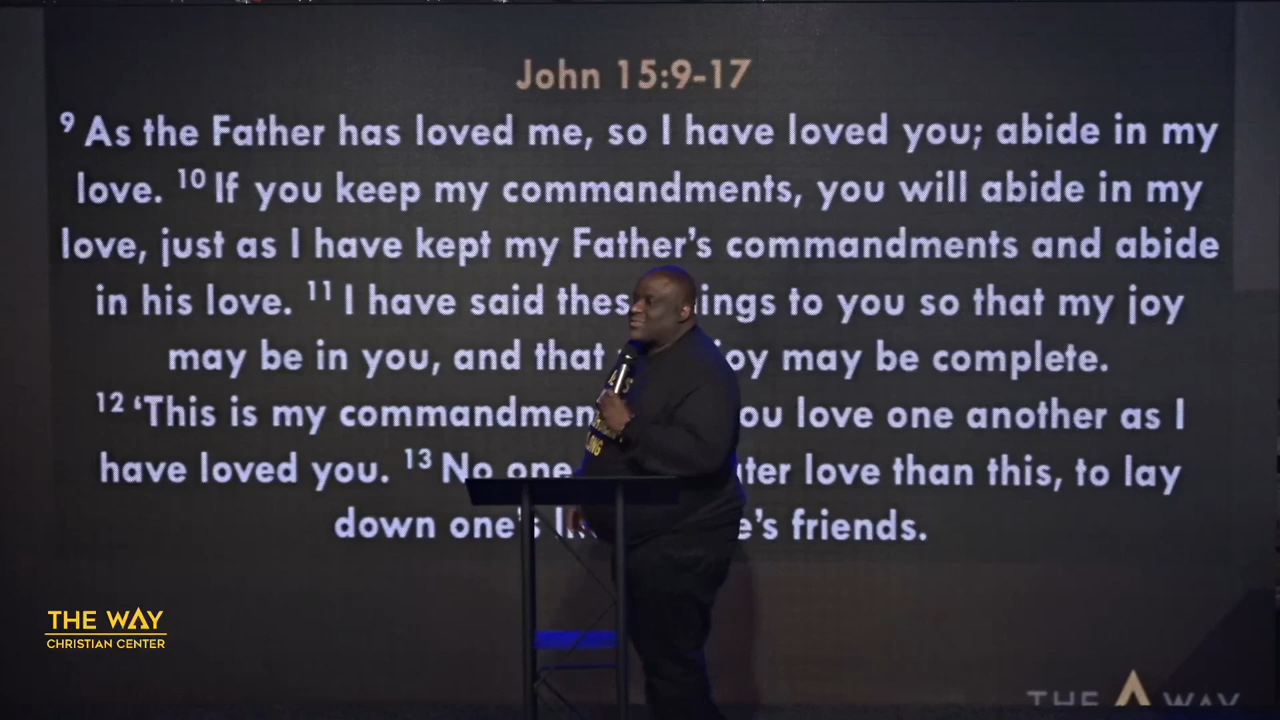 John 15:9-17
⁹ As the Father has loved me, so I have loved you; abide in my
love. ¹⁰ If you keep my commandments, you will abide in my
love, just as I have kept my Father's commandments and abide
in his love. ¹¹ I have said thes ings to you so that my joy
may be in you, and that oy may be complete.
¹² ‘This is my commandmen ou love one another as I
have loved you. ¹³ No one ter love than this, to lay
down one's e's friends.
THE WAY
CHRISTIAN CENTER
THE WAY